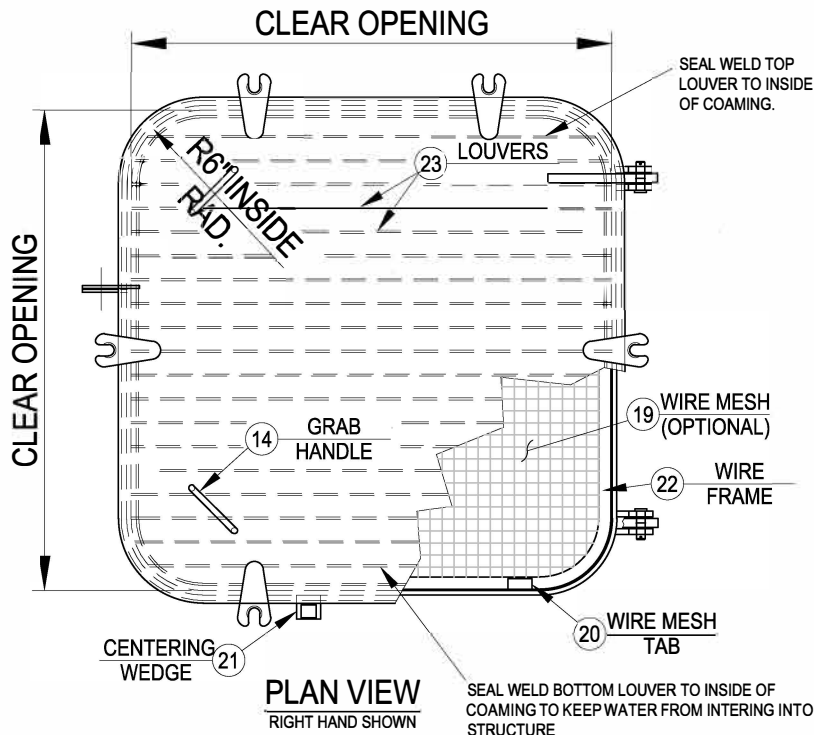 CLEAR OPENING
SEAL WELD TOP
LOUVER TO INSIDE
OF COAMING.
LOUVERS
23
R6" INSIDE
RAD.
CLEAR OPENING
14
GRAB
HANDLE
19
WIRE MESH
(OPTIONAL)
22
WIRE
FRAME
20
WIRE MESH
TAB
CENTERING
WEDGE
21
PLAN VIEW
RIGHT HAND SHOWN
SEAL WELD BOTTOM LOUVER TO INSIDE OF
COAMING TO KEEP WATER FROM INTERING INTO
STRUCTURE